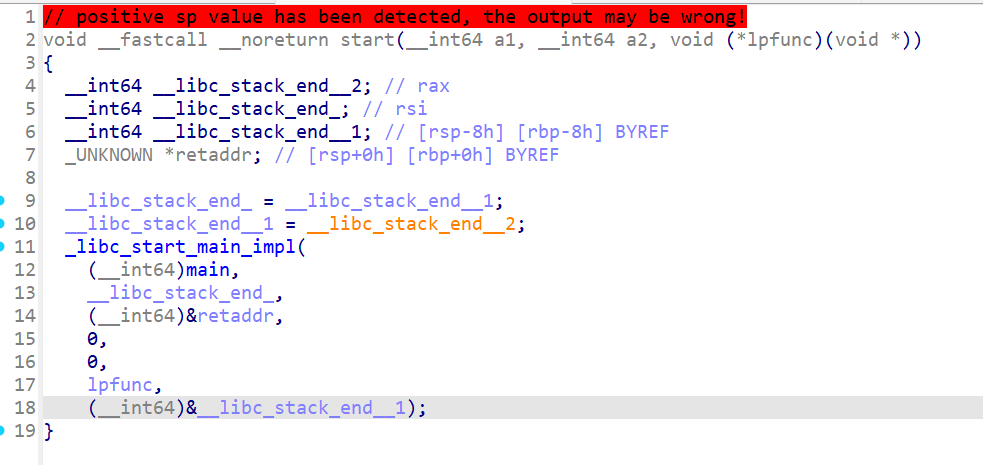 1 // positive sp value has been detected, the output may be wrong!
2 void __fastcall __noreturn start(__int64 a1, __int64 a2, void (*lpfunc)(void *))
3 {
4   __int64 __libc_stack_end__2; // rax
5   __int64 __libc_stack_end_; // rsi
6   __int64 __libc_stack_end__1; // [rsp-8h] [rbp-8h] BYREF
7   _UNKNOWN *retaddr; // [rsp+0h] [rbp+0h] BYREF
8
9   __libc_stack_end_ = __libc_stack_end__1;
10   __libc_stack_end__1 = __libc_stack_end__2;
11   _libc_start_main_impl(
12     (__int64)main,
13     __libc_stack_end_,
14     (__int64)&retaddr,
15     0,
16     0,
17     lpfunc,
18     (__int64)&__libc_stack_end__1);
19 }